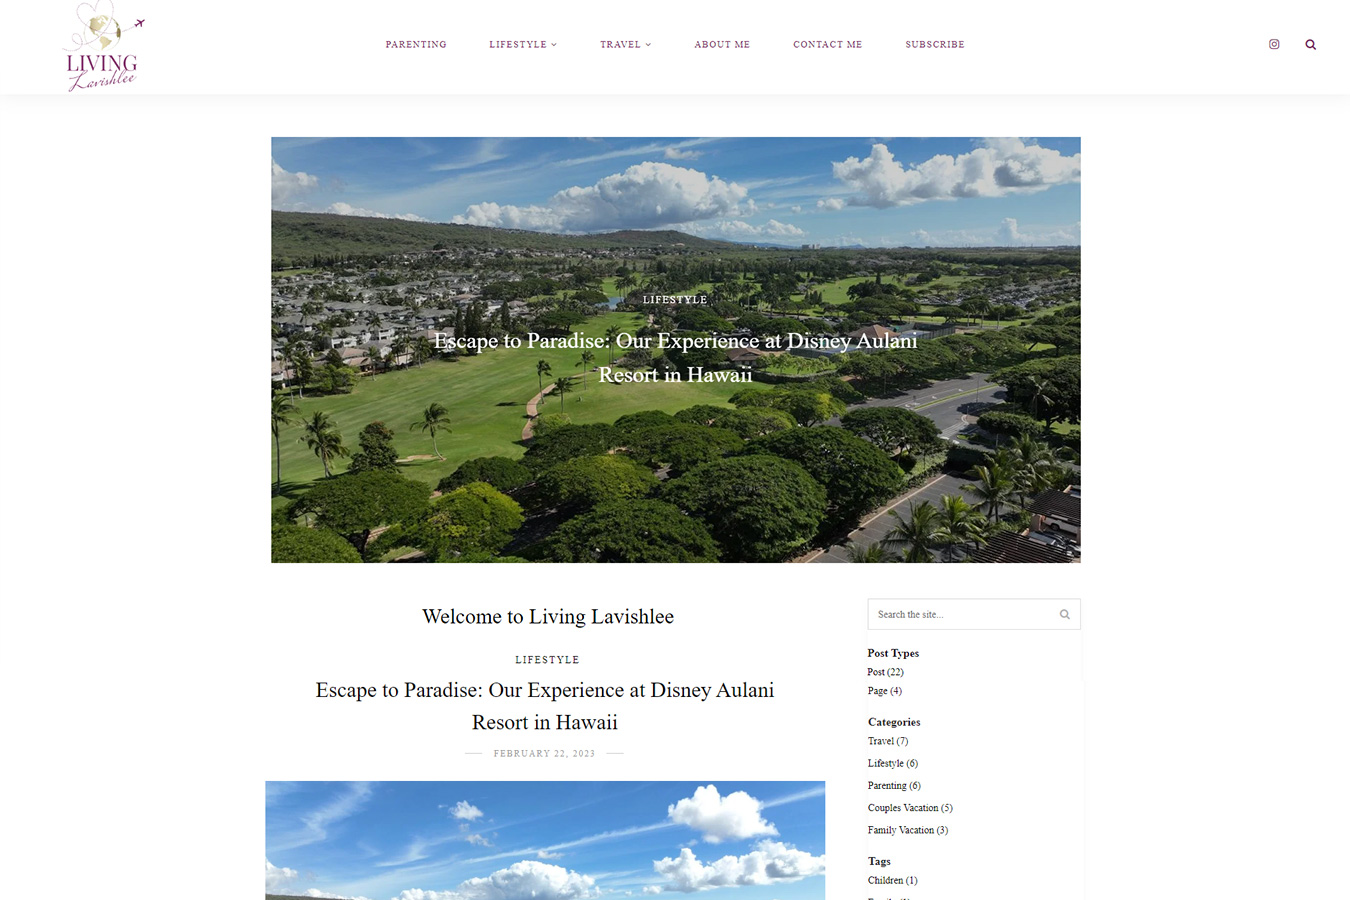 LIVING
Lavishlee
PARENTING
LIFESTYLE
TRAVEL
ABOUT ME
CONTACT ME
SUBSCRIBE
LIFESTYLE
Escape to Paradise: Our Experience at Disney Aulani
Resort in Hawaii
Welcome to Living Lavishlee
LIFESTYLE
Escape to Paradise: Our Experience at Disney Aulani
Resort in Hawaii
FEBRUARY 22, 2023
Search the site...
Post Types
Post (22)
Page (4)
Categories
Travel (7)
Lifestyle (6)
Parenting (6)
Couples Vacation (5)
Family Vacation (3)
Tags
Children (1)